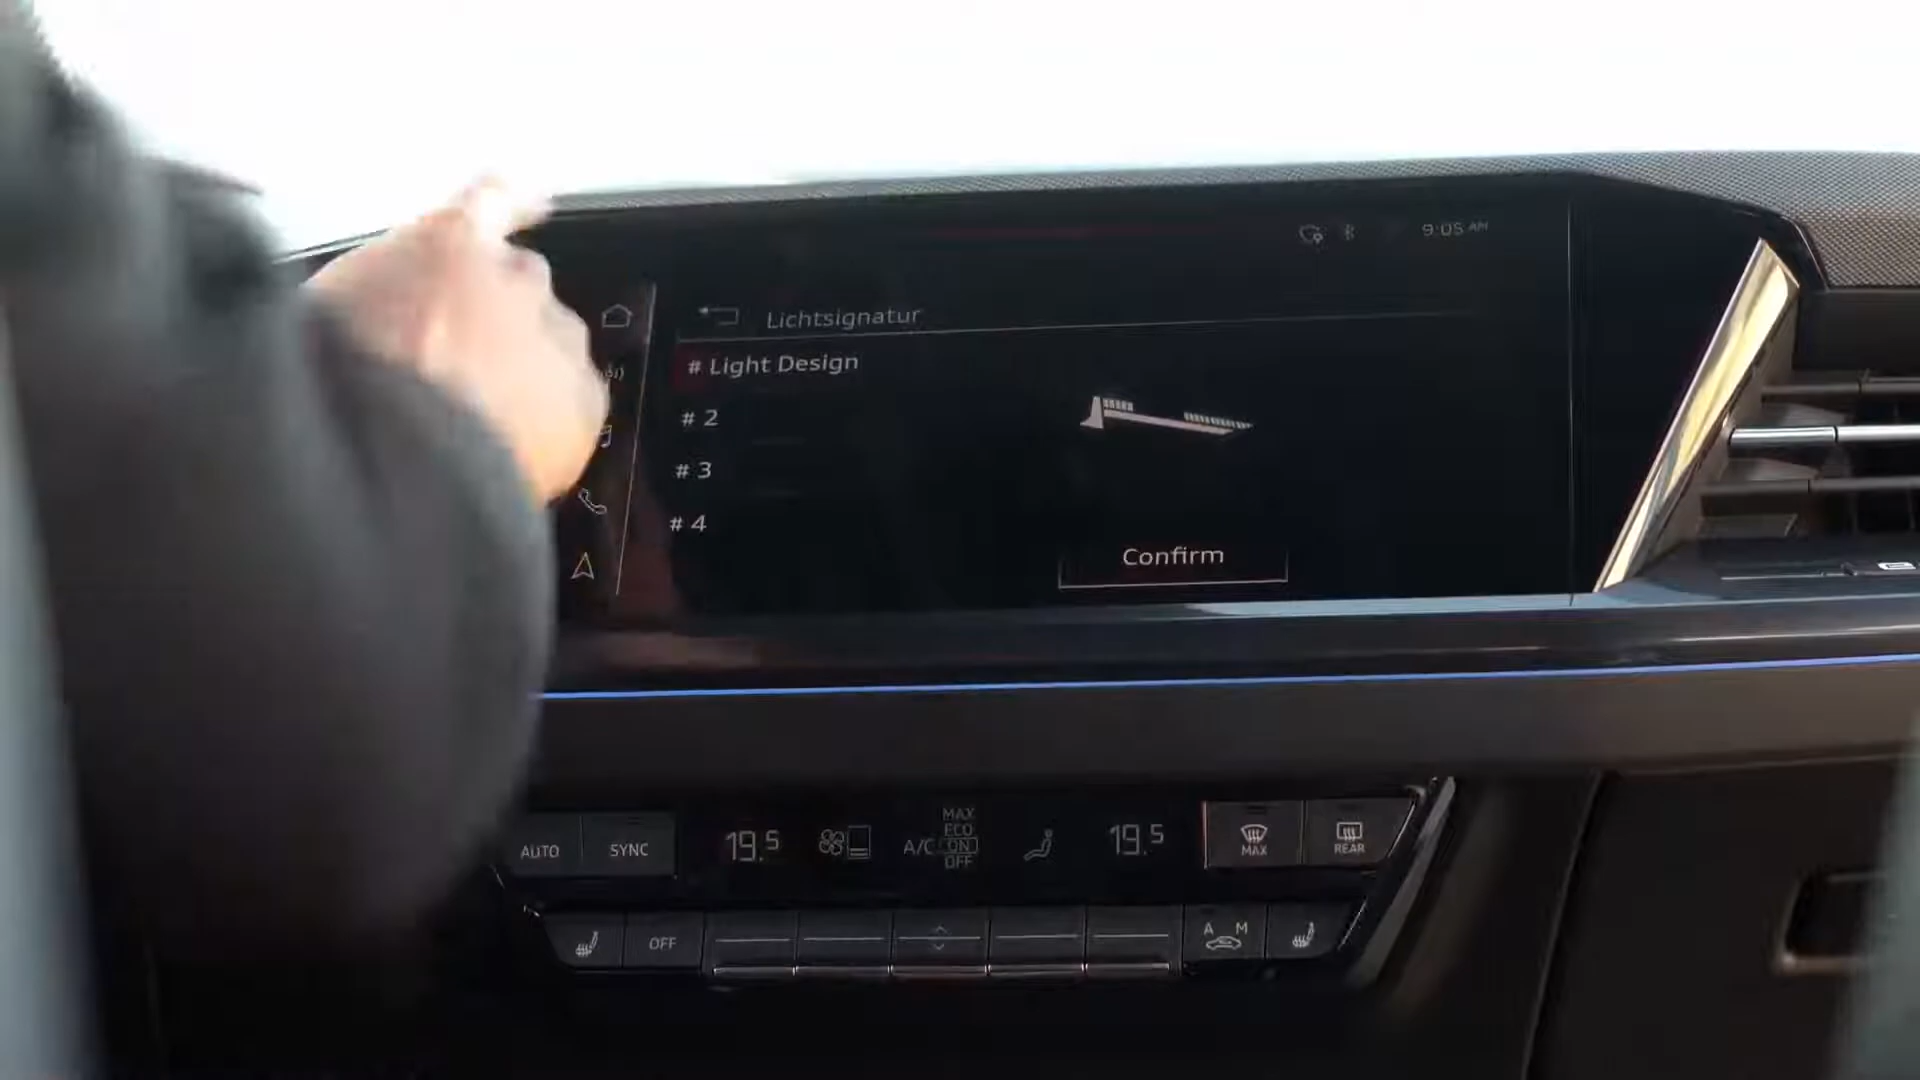 9:05 AM
Lichtsignatur
# Light Design
# 2
# 3
# 4
Confirm
AUTO
SYNC
19.5
A/C
MAX
ECO
ON
OFF
19.5
MAX
REAR
OFF
A M